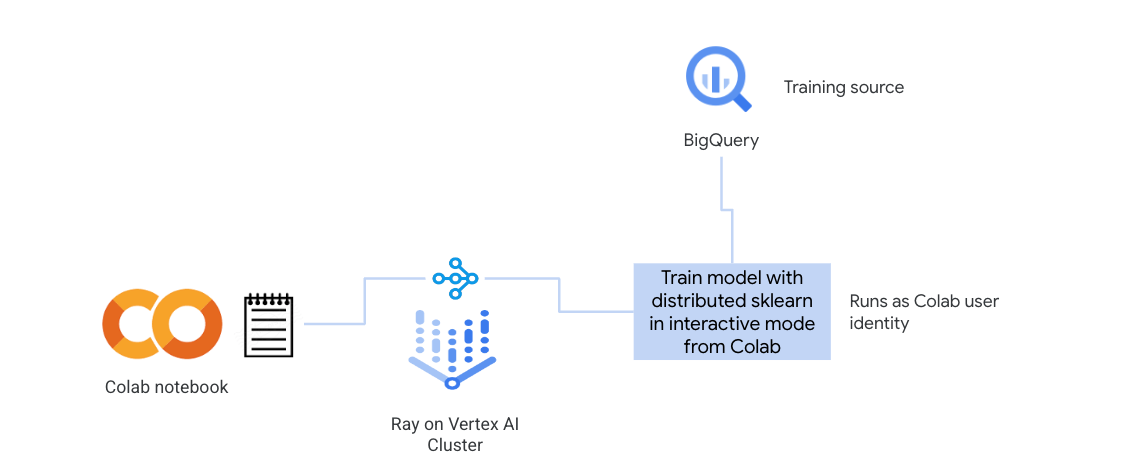 Training source
BigQuery
Train model with
distributed sklearn
in interactive mode
from Colab
Runs as Colab user
identity
Colab notebook
Ray on Vertex AI
Cluster